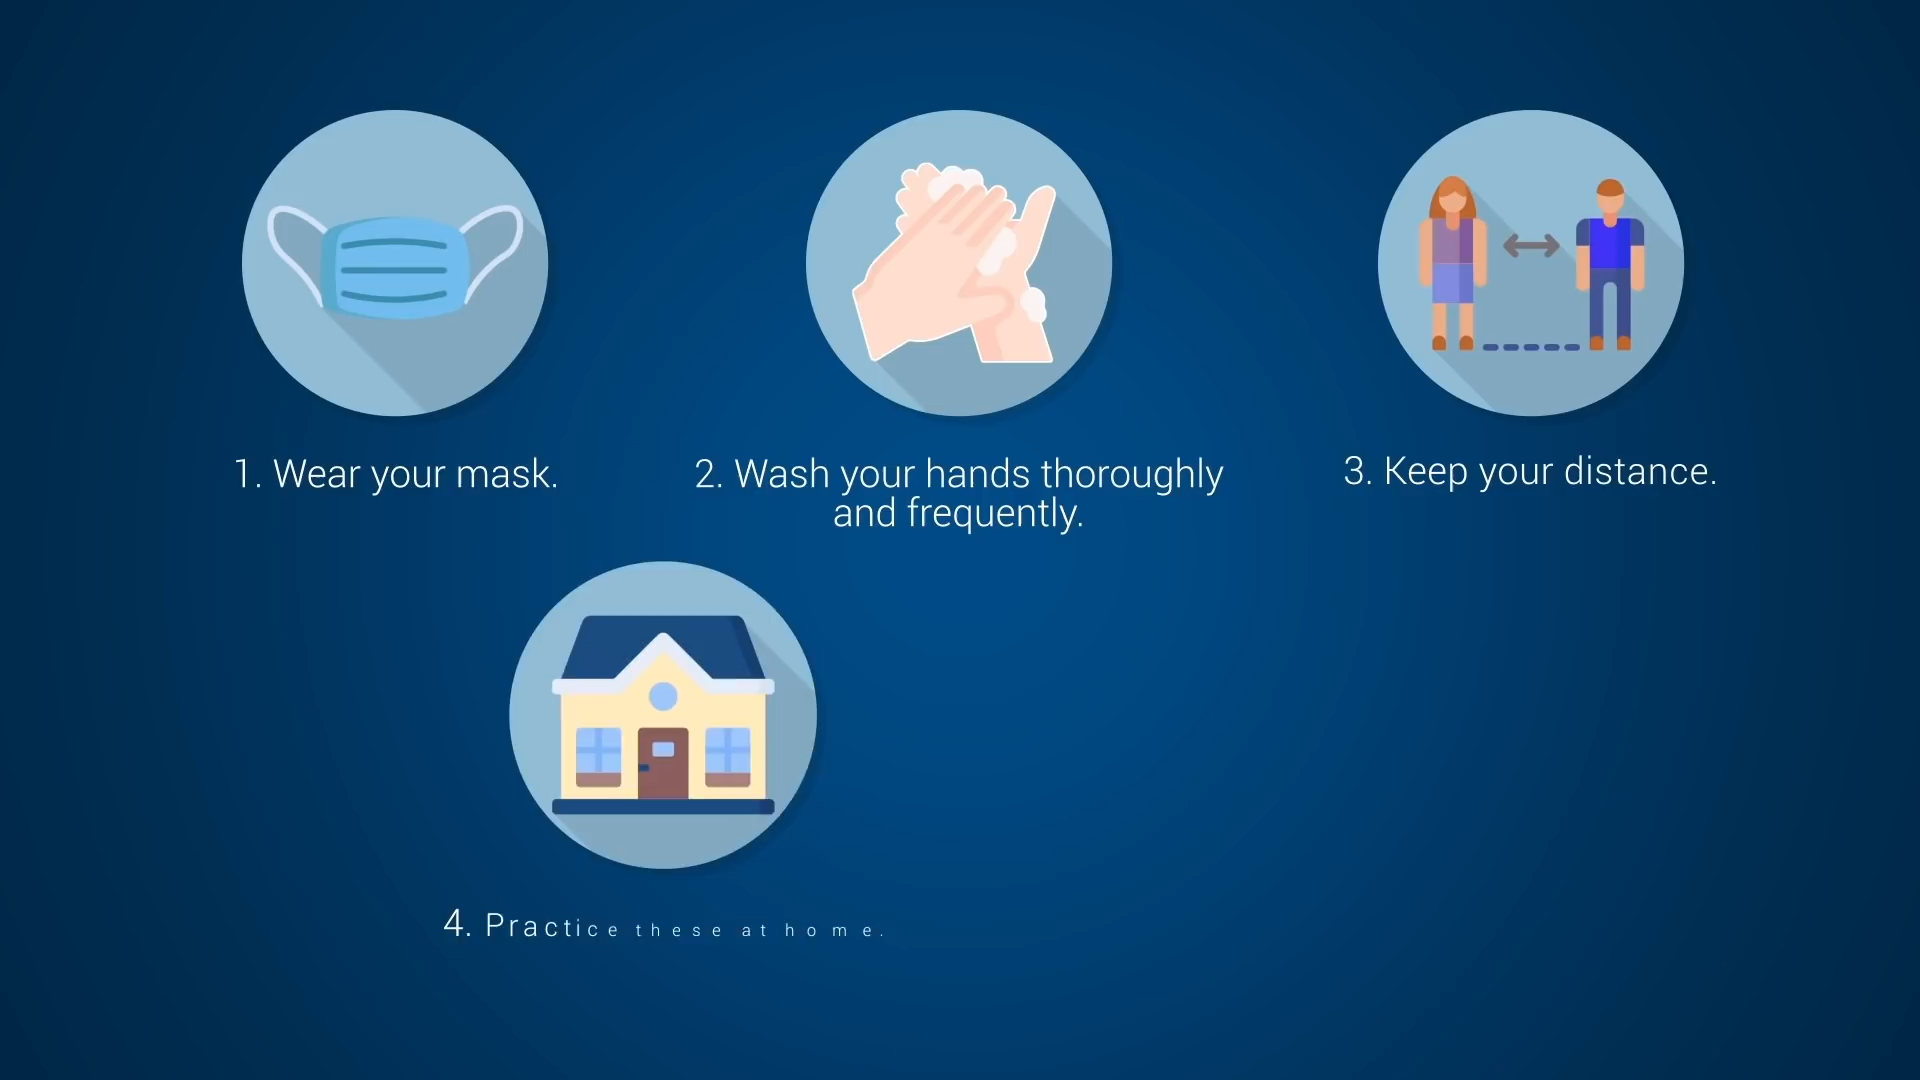 1. Wear your mask.
2. Wash your hands thoroughly
and frequently.
3. Keep your distance.
4. Practice these at home.